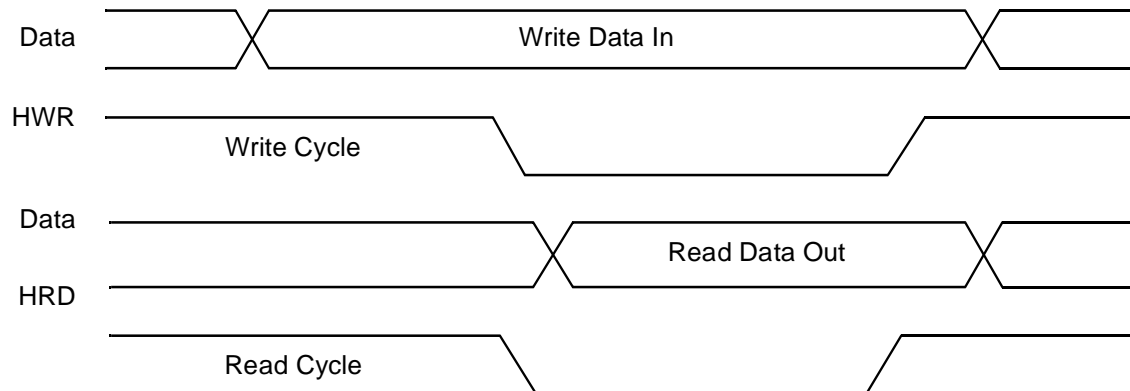 Data
Write Data In
HWR
Write Cycle
Data
Read Data Out
HRD
Read Cycle